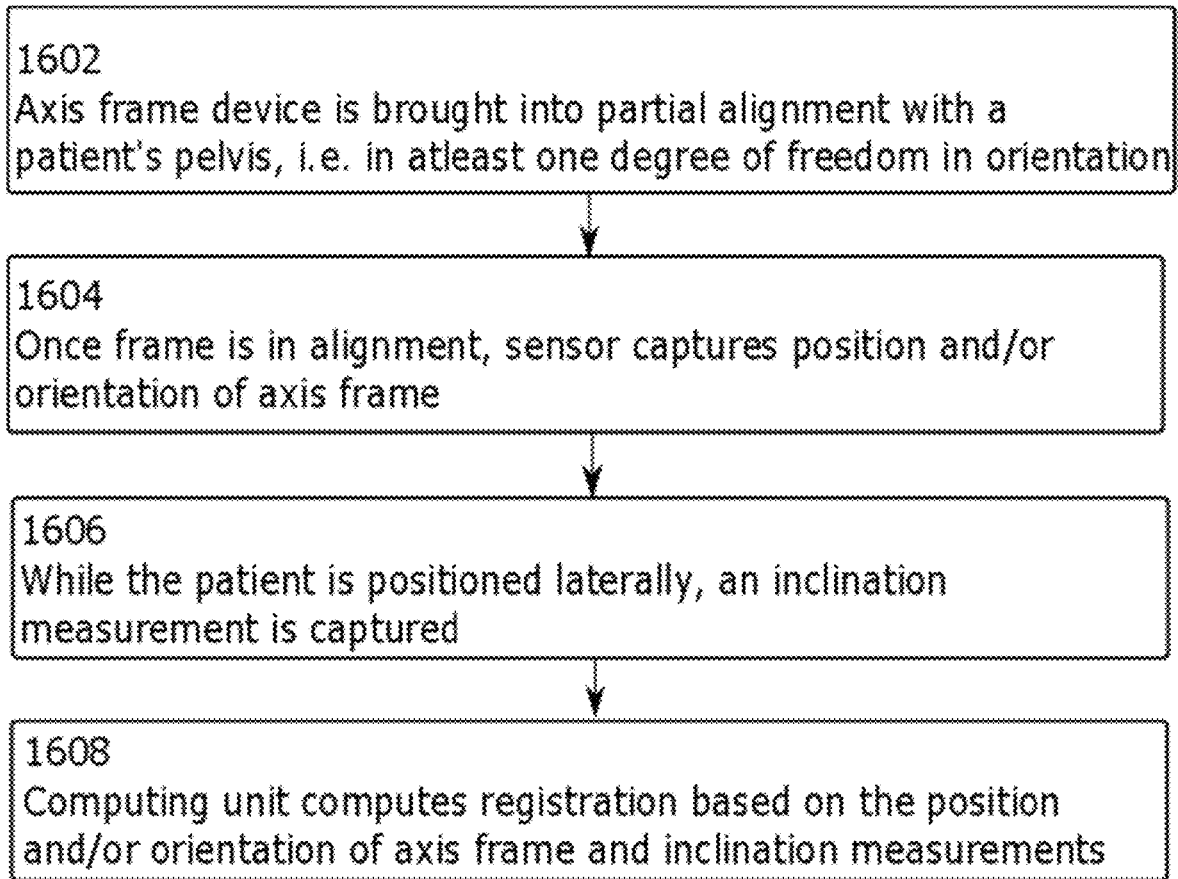 1602
Axis frame device is brought into partial alignment with a
patient's pelvis, i.e. in atleast one degree of freedom in orientation
1604
Once frame is in alignment, sensor captures position and/or
orientation of axis frame
1606
While the patient is positioned laterally, an inclination
measurement is captured
1608
Computing unit computes registration based on the position
and/or orientation of axis frame and inclination measurements